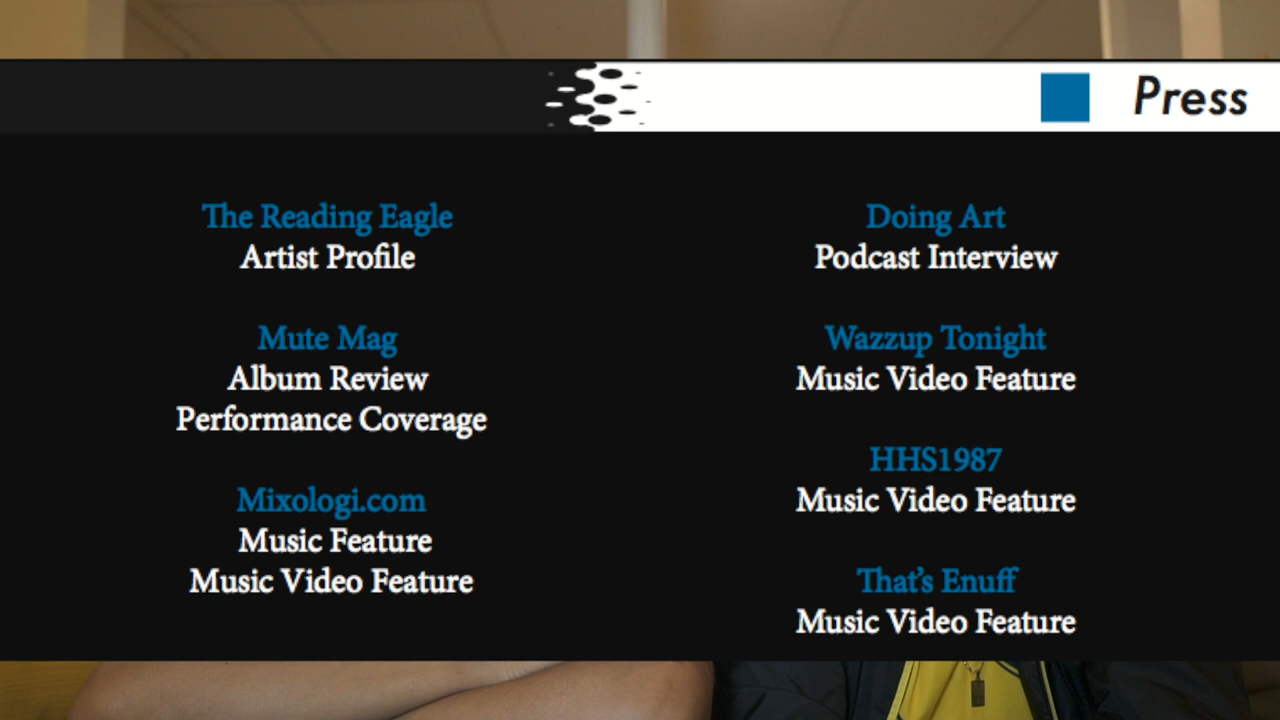 Press
The Reading Eagle
Artist Profile
Mute Mag
Album Review
Performance Coverage
Mixologi.com
Music Feature
Music Video Feature
Doing Art
Podcast Interview
Wazzup Tonight
Music Video Feature
HHS1987
Music Video Feature
That's Enuff
Music Video Feature